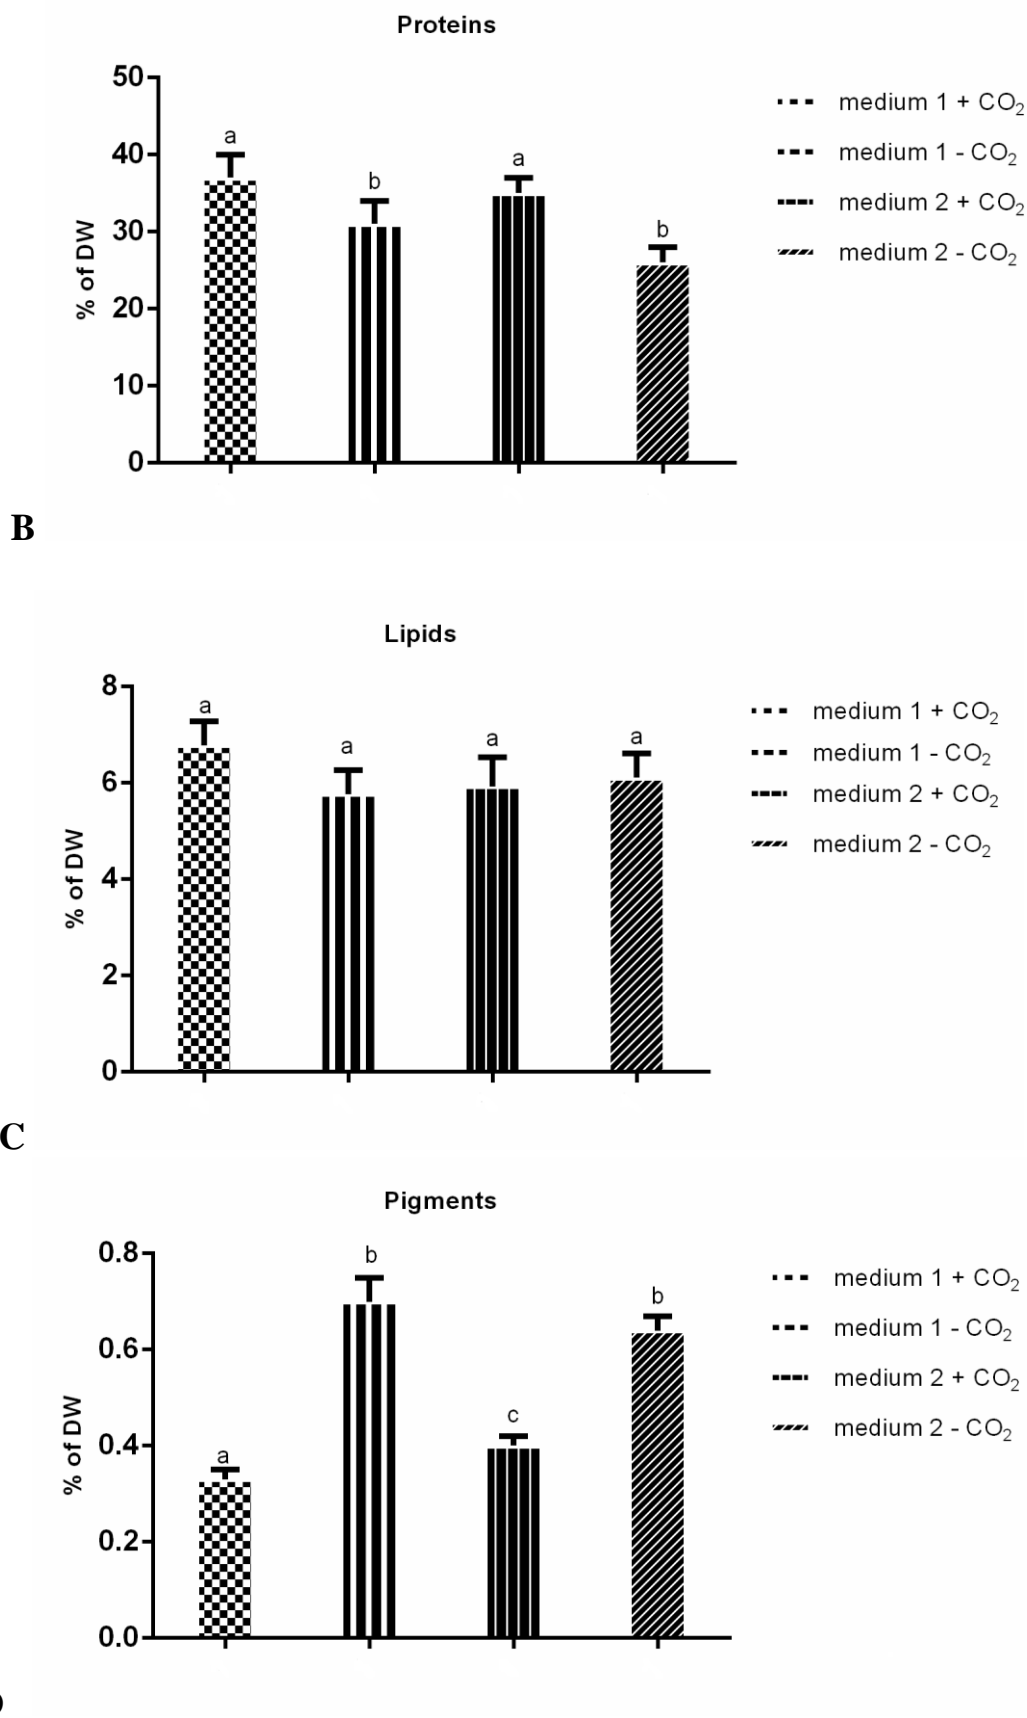 Proteins
50
40
30
20
10
0
% of DW
a
b
a
b
medium 1 + CO₂
medium 1 - CO₂
medium 2 + CO₂
medium 2 - CO₂
B
Lipids
8
6
4
2
0
% of DW
a
a
a
a
medium 1 + CO₂
medium 1 - CO₂
medium 2 + CO₂
medium 2 - CO₂
C
Pigments
0.8
0.6
0.4
0.2
0.0
% of DW
a
b
c
b
medium 1 + CO₂
medium 1 - CO₂
medium 2 + CO₂
medium 2 - CO₂